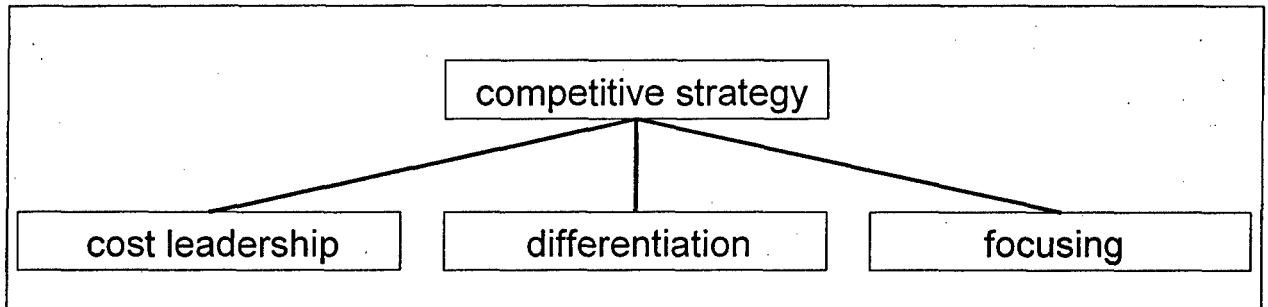 competitive strategy
cost leadership
differentiation
focusing